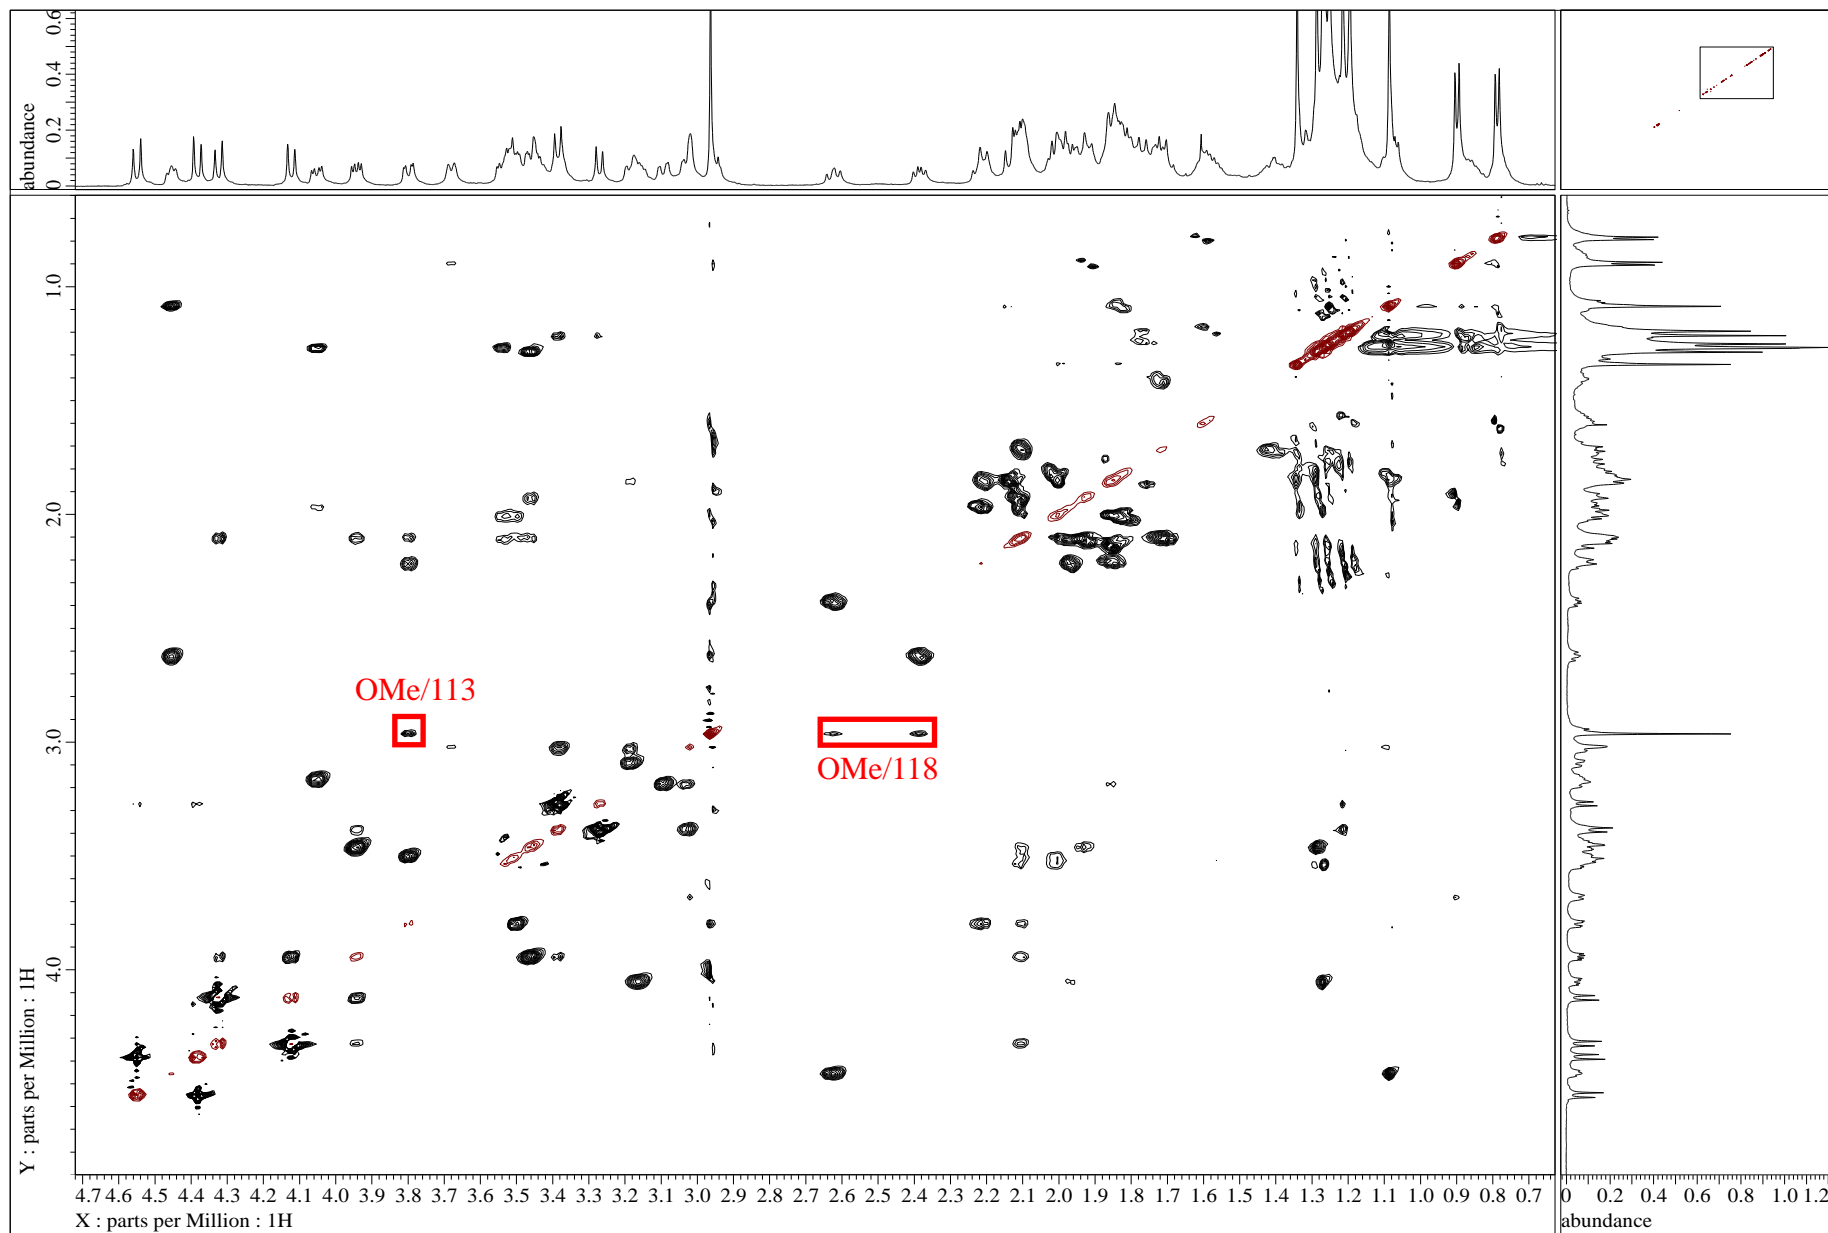 abundance
0 0.2 0.4 0.6
1.0
2.0
3.0
4.0
Y : parts per Million : 1H
OMe/113
OMe/118
4.7 4.6 4.5 4.4 4.3 4.2 4.1 4.0 3.9 3.8 3.7 3.6 3.5 3.4 3.3 3.2 3.1 3.0 2.9 2.8 2.7 2.6 2.5 2.4 2.3 2.2 2.1 2.0 1.9 1.8 1.7 1.6 1.5 1.4 1.3 1.2 1.1 1.0 0.9 0.8 0.7
X : parts per Million : 1H
0 0.2 0.4 0.6 0.8 1.0 1.2
abundance